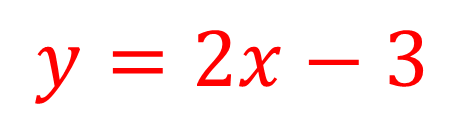 y = 2x − 3